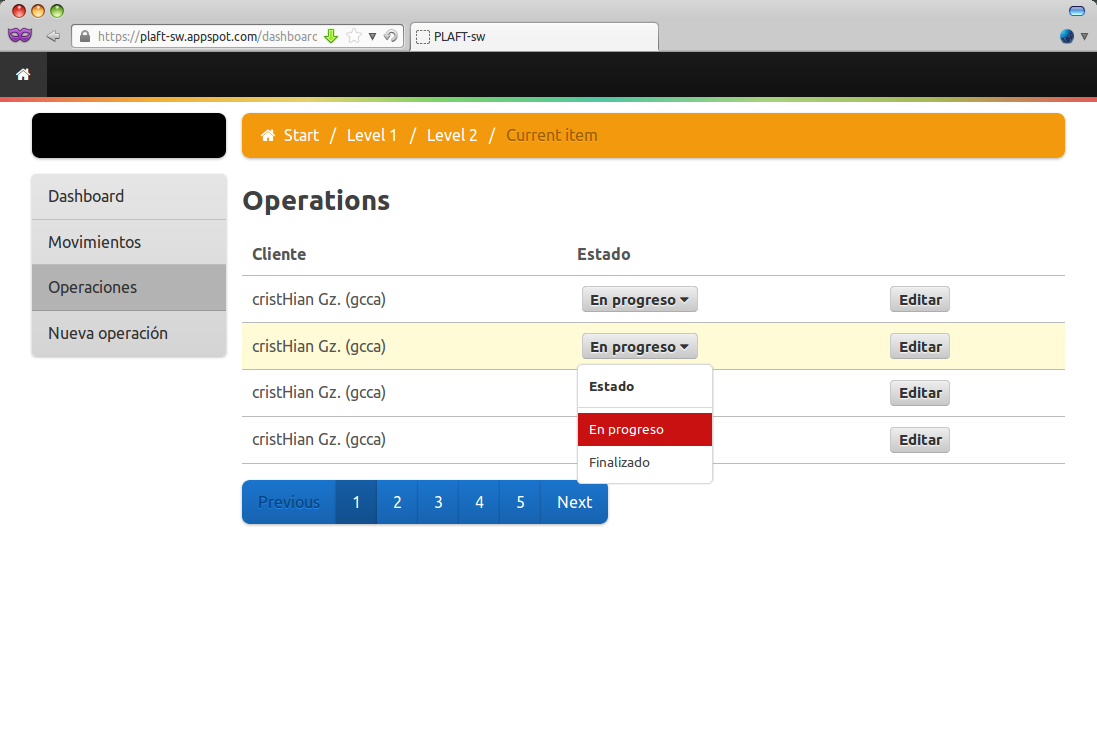 https://plaft-sw.appspot.com/dashboard
PLAFT-sw
Start / Level 1 / Level 2 / Current item
Dashboard
Movimientos
Operaciones
Nueva operación
Operations
Cliente Estado
cristHian Gz. (gcca) En progreso Editar
cristHian Gz. (gcca) En progreso Editar
cristHian Gz. (gcca) Editar
cristHian Gz. (gcca) Editar
Estado
En progreso
Finalizado
Previous 1 2 3 4 5 Next